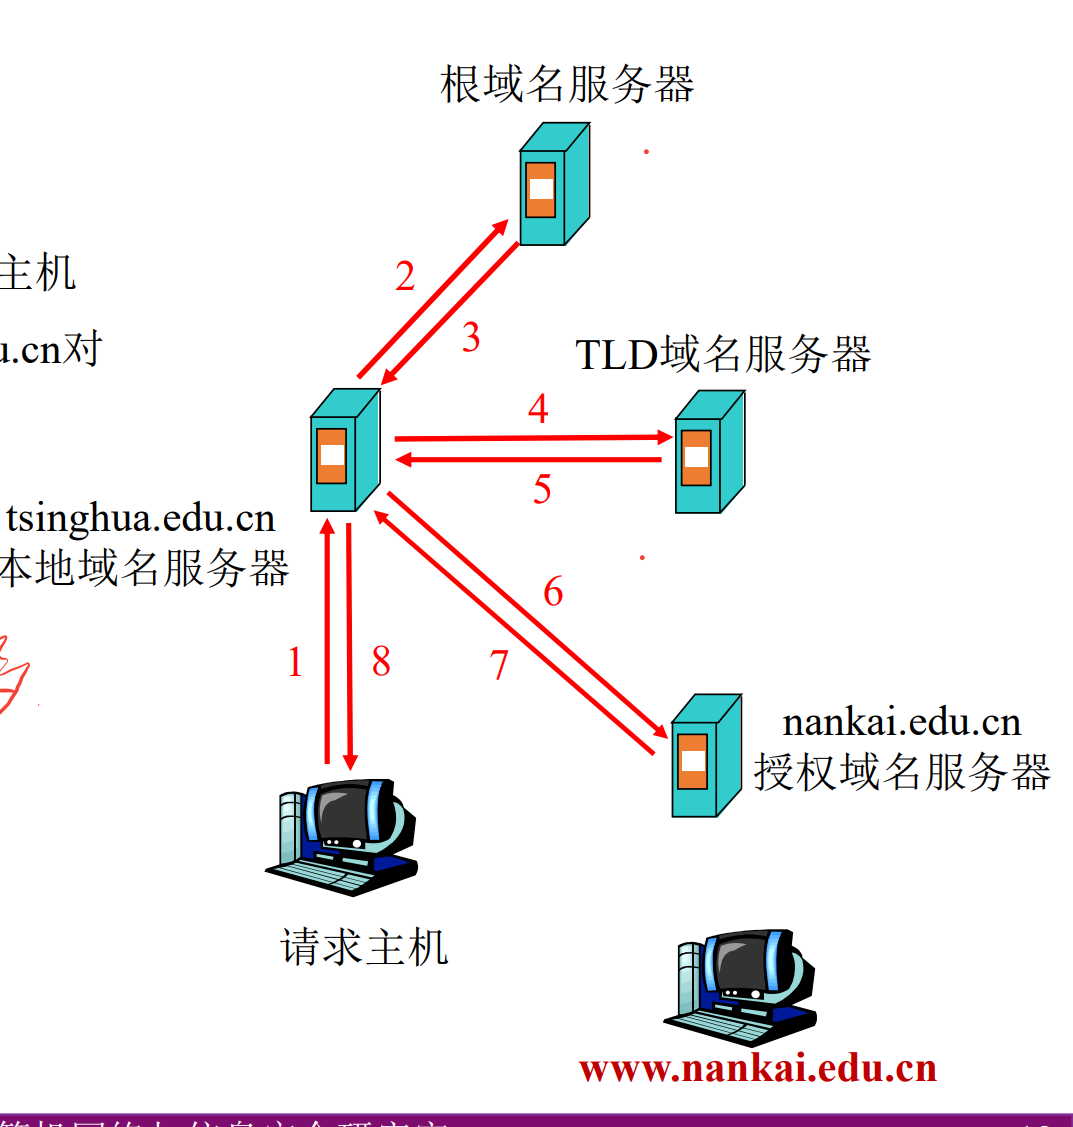 根域名服务器
2
主机
3
u.cn对
TLD域名服务器
4
5
tsinghua.edu.cn
本地域名服务器
6
1
8
7
nankai.edu.cn
授权域名服务器
请求主机
www.nankai.edu.cn